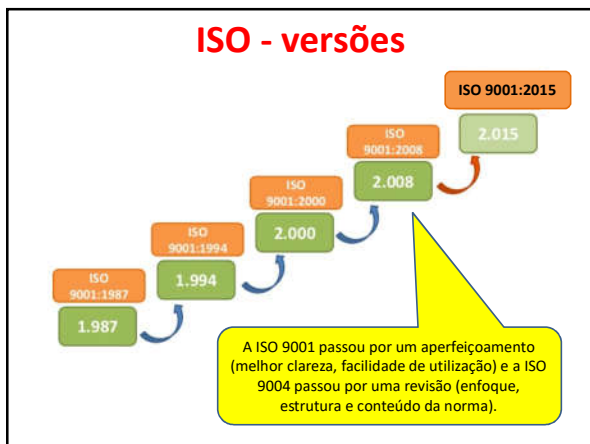 ISO - versões
ISO 9001:2015
2.015
ISO
9001:2008
2.008
ISO
9001:2000
2.000
ISO
9001:1994
1.994
ISO
9001:1987
1.987
A ISO 9001 passou por um aperfeiçoamento
(melhor clareza, facilidade de utilização) e a ISO
9004 passou por uma revisão (enfoque,
estrutura e conteúdo da norma).